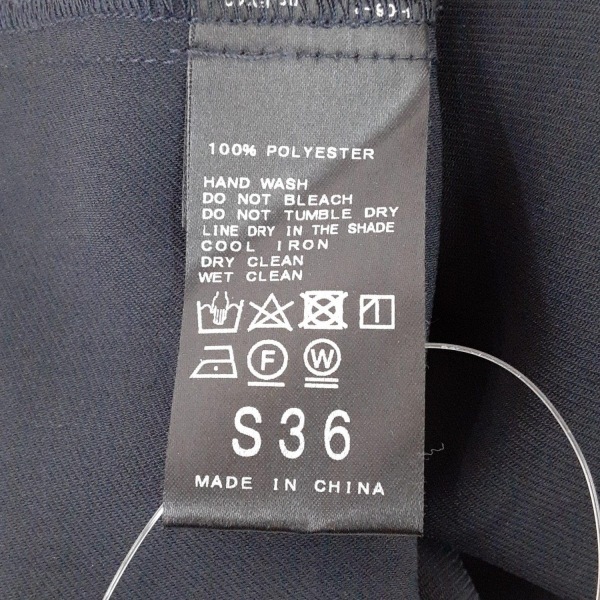 100% POLYESTER
HAND WASH
DO NOT BLEACH
DO NOT TUMBLE DRY
LINE DRY IN THE SHADE
COOL IRON
DRY CLEAN
WET CLEAN
F W
S36
MADE IN CHINA